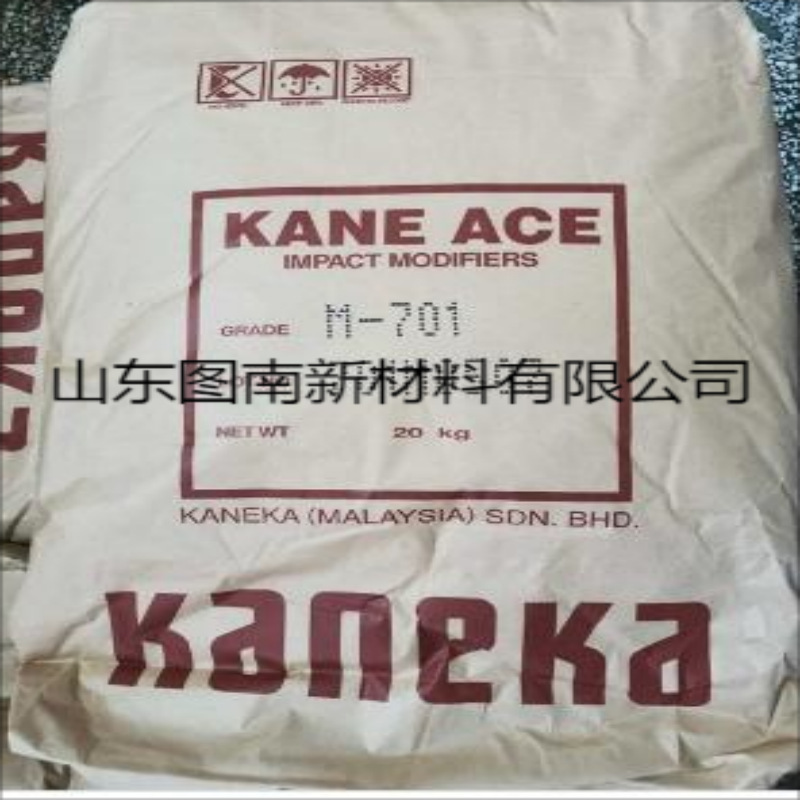 KANE ACE
IMPACT MODIFIERS
GRADE M-701
山东图南新材料有限公司
NET WT 20 kg
KANEKA (MALAYSIA) SDN. BHD.
kaneka
kaneka